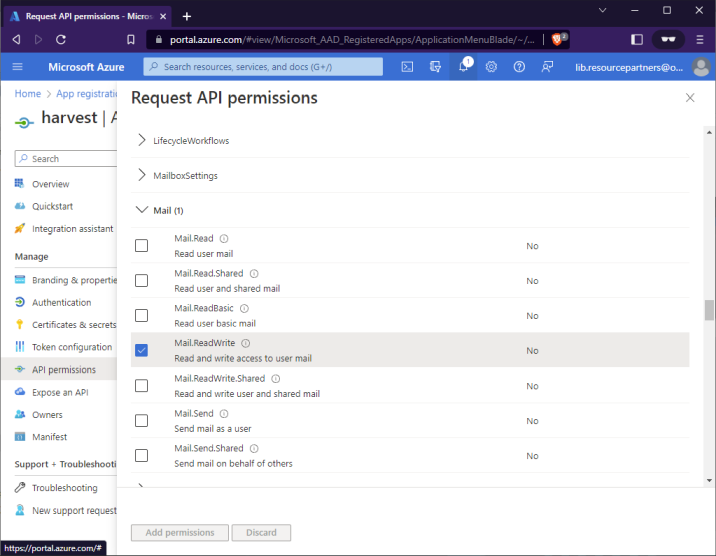 Request API permissions - Micros
portal.azure.com/#view/Microsoft_AAD_RegisteredApps/ApplicationMenuBlade/~/...
2
Microsoft Azure
Search resources, services, and docs (G+/)
1
lib.resourcepartners@o...
Home > App registratio
harvest | A
Search
Overview
Quickstart
Integration assistant
Manage
Branding & propertie
Authentication
Certificates & secrets
Token configuration
API permissions
Expose an API
Owners
Manifest
Support + Troubleshooti
Troubleshooting
New support request
https://portal.azure.com/#
Request API permissions
LifecycleWorkflows
MailboxSettings
Mail (1)
Mail.Read
Read user mail
No
Mail.Read.Shared
Read user and shared mail
No
Mail.ReadBasic
Read user basic mail
No
Mail.ReadWrite
Read and write access to user mail
No
Mail.ReadWrite.Shared
Read and write user and shared mail
No
Mail.Send
Send mail as a user
No
Mail.Send.Shared
Send mail on behalf of others
No
Add permissions
Discard